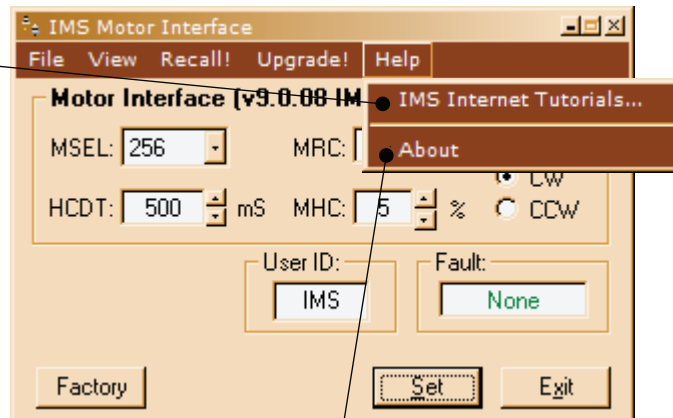 IMS Motor Interface
File View Recall! Upgrade! Help
Motor Interface (v9.0.08 IM
IMS Internet Tutorials...
About
MSEL: 256 MRC:
CW
HCDT: 500 mS MHC: 5 % CCW
User ID: Fault:
IMS None
Factory Set Exit